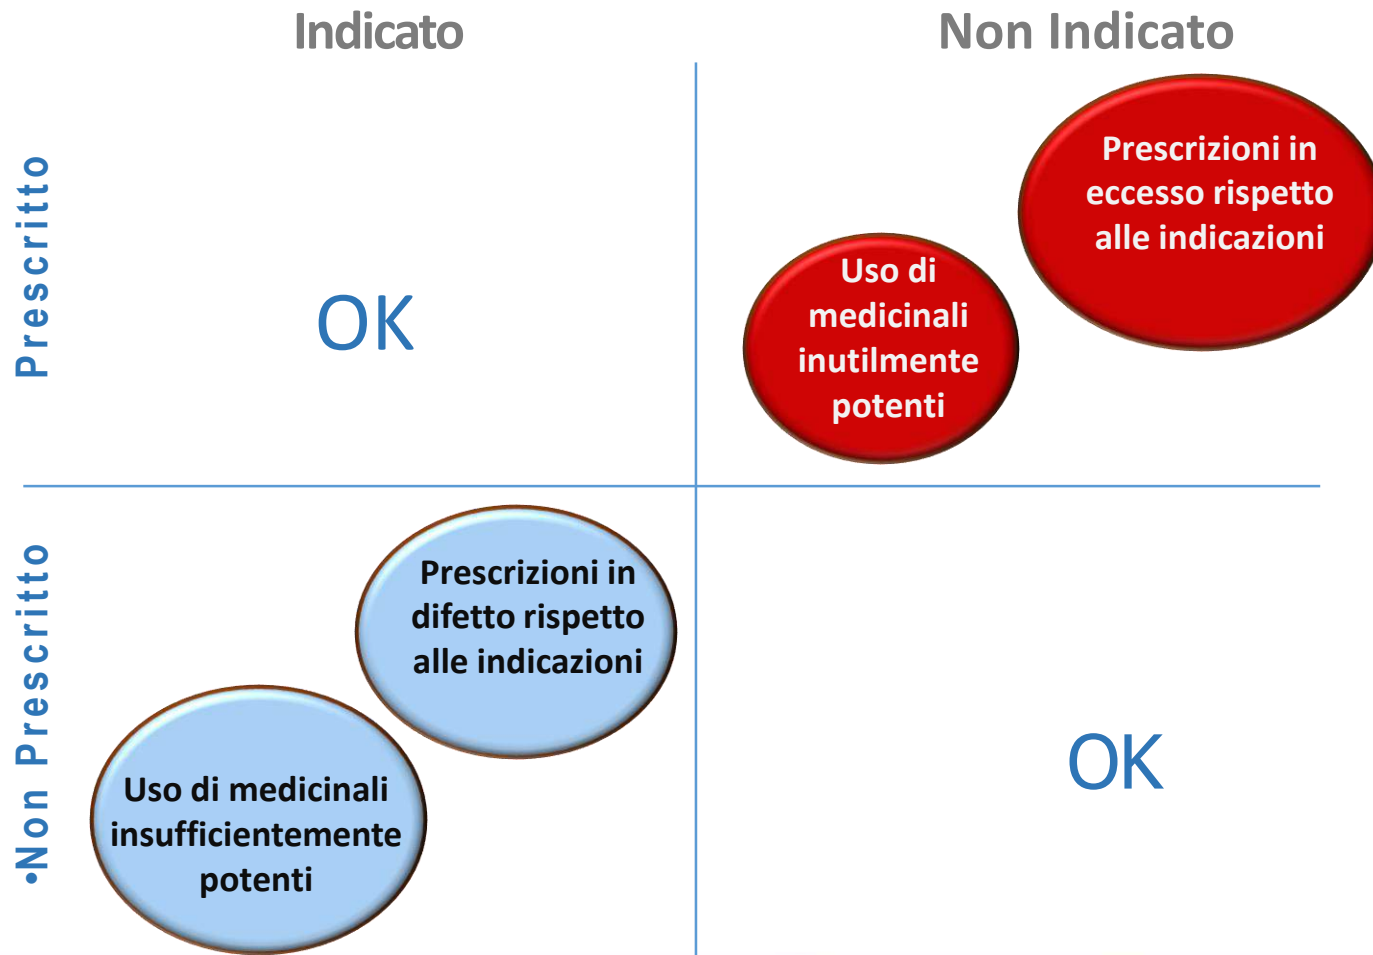 Indicato
Non Indicato
Prescritto
Prescrizioni in
eccesso rispetto
alle indicazioni
Uso di
medicinali
inutilmente
potenti
OK
•Non Prescritto
Prescrizioni in
difetto rispetto
alle indicazioni
Uso di medicinali
insufficientemente
potenti
OK